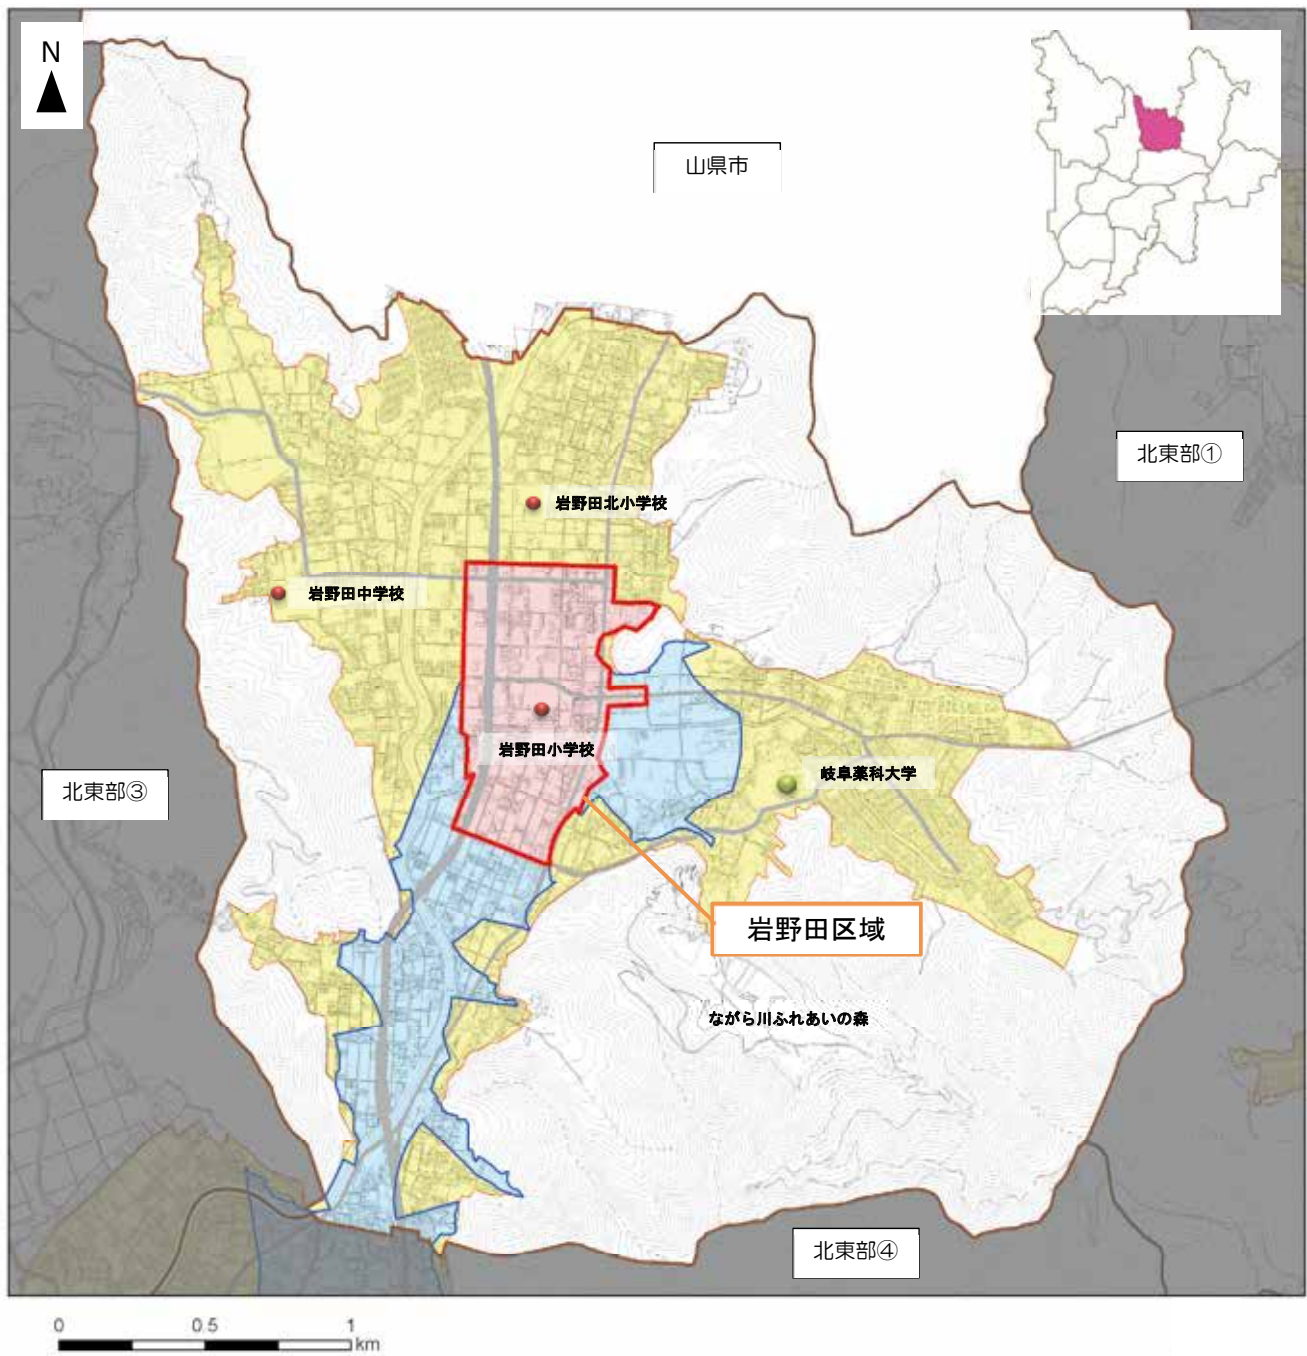 N
山県市
北東部①
岩野田北小学校
岩野田中学校
岩野田小学校
岐阜薬科大学
北東部③
岩野田区域
ながら川ふれあいの森
北東部④
0 0.5 1
km